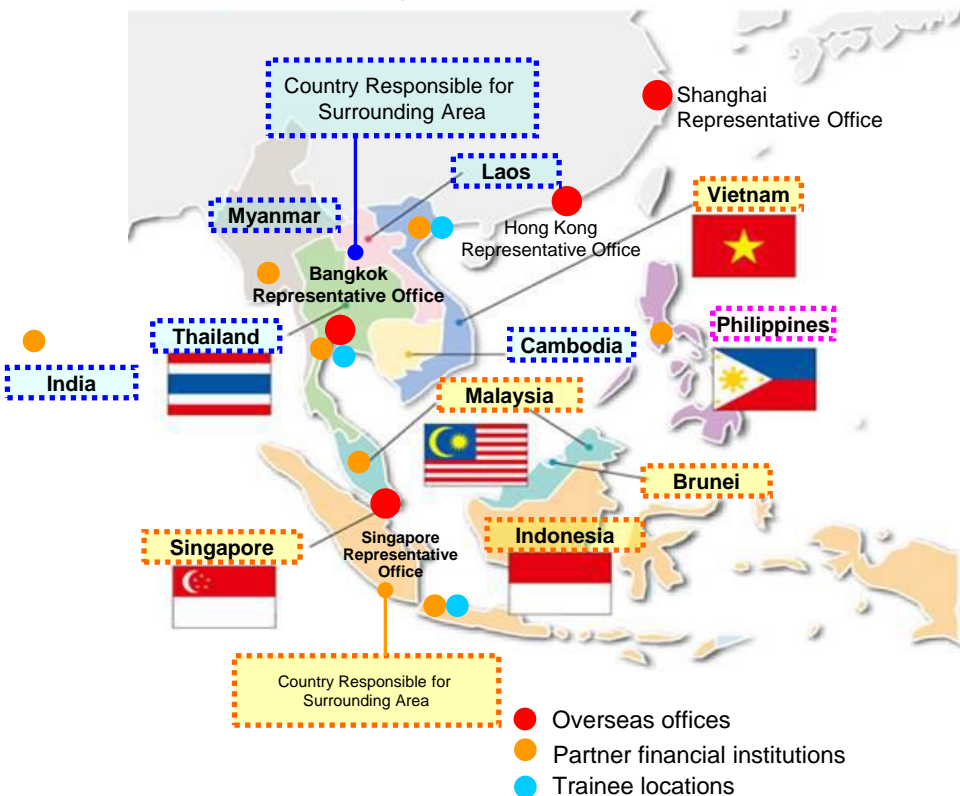 Country Responsible for
Surrounding Area
Shanghai
Representative Office
Laos
Vietnam
Myanmar
Hong Kong
Representative Office
Bangkok
Representative Office
Thailand
Cambodia
Philippines
India
Malaysia
Brunei
Singapore
Singapore
Representative
Office
Indonesia
Country Responsible for
Surrounding Area
Overseas offices
Partner financial institutions
Trainee locations